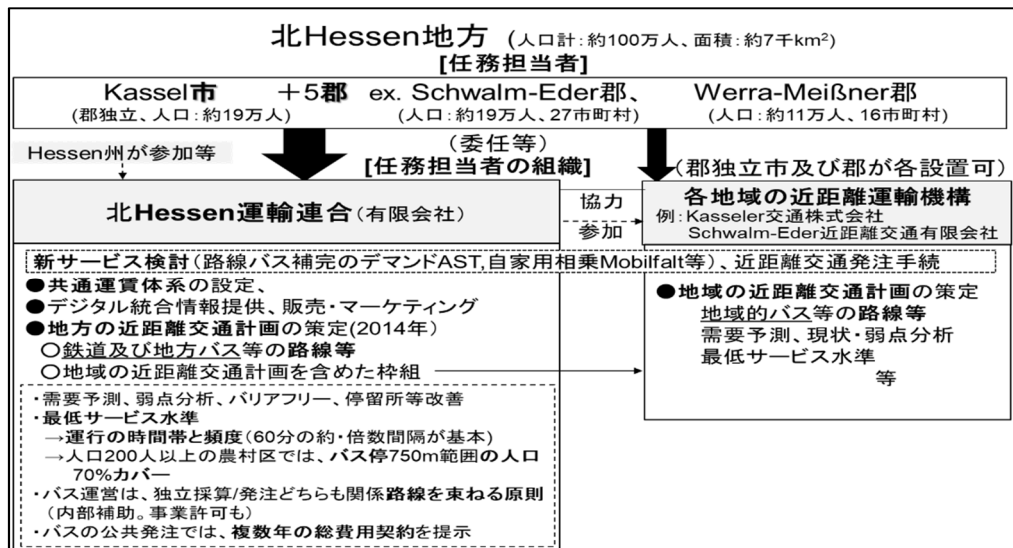 北Hessen地方 (人口計：約100万人、面積：約7千km²)
[任務担当者]
Kassel市 ＋5郡 ex. Schwalm-Eder郡、 Werra-Meißner郡
(郡独立、人口：約19万人) (人口：約19万人、27市町村) (人口：約11万人、16市町村)
(委任等)
Hessen州が参加等
[任務担当者の組織]
(郡独立市及び郡が各設置可)
北Hessen運輸連合(有限会社)
協力
参加
各地域の近距離運輸機構
例：Kasseler交通株式会社
Schwalm-Eder近距離交通有限会社
新サービス検討(路線バス補完のデマンドAST,自家用相乗Mobilfalt等)、近距離交通発注手続
●共通運賃体系の設定、
●デジタル統合情報提供、販売・マーケティング
●地方の近距離交通計画の策定(2014年)
○鉄道及び地方バス等の路線等
○地域の近距離交通計画を含めた枠組
●地域の近距離交通計画の策定
地域的バス等の路線等
需要予測、現状・弱点分析
最低サービス水準
等
・需要予測、弱点分析、バリアフリー、停留所等改善
・最低サービス水準
→運行の時間帯と頻度(60分の約・倍数間隔が基本)
→人口200人以上の農村区では、バス停750m範囲の人口
70%カバー
・バス運営は、独立採算/発注どちらも関係路線を束ねる原則
(内部補助。事業許可も)
・バスの公共発注では、複数年の総費用契約を提示